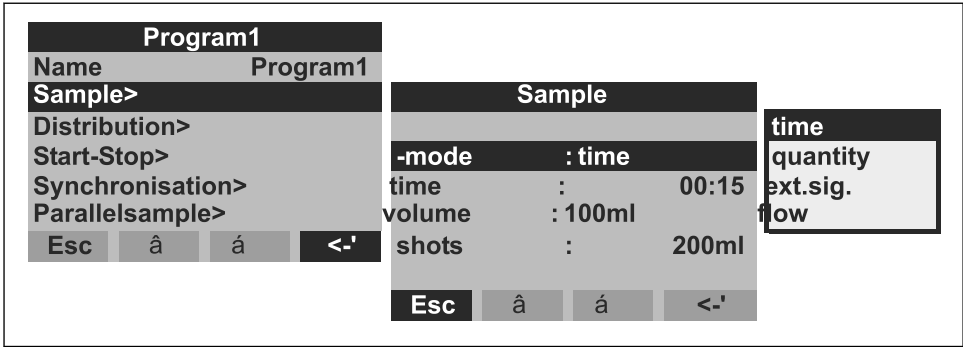 Program1
Name Program1
Sample>
Distribution>
Start-Stop>
Synchronisation>
Parallelsample>
Esc â á <-'
Sample
-mode : time
time : 00:15
volume : 100ml
shots : 200ml
Esc â á <-'
time
quantity
ext.sig.
flow